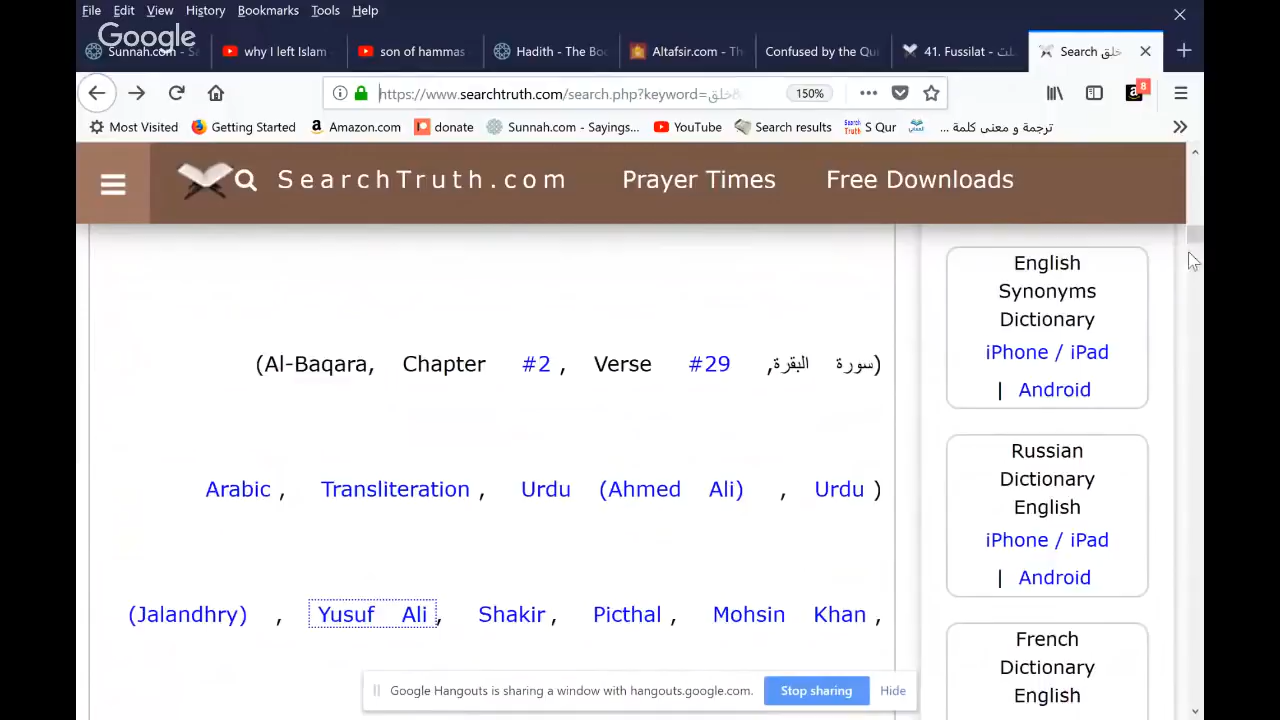 File Edit View History Bookmarks Tools Help
Google
Sunnah.com - Sa
why I left Islam
son of hammas
Hadith - The Boo
Altafsir.com - The
Confused by the Qu
41. Fussilat -
Search خلق
https://www.searchtruth.com/search.php?keyword=خلق&
150%
8
Most Visited Getting Started Amazon.com donate Sunnah.com - Sayings... YouTube Search results S Qur ترجمة و معنى كلمة ...
SearchTruth.com Prayer Times Free Downloads
(Al-Baqara, Chapter #2, Verse #29 ,سورة البقرة)
Arabic, Transliteration, Urdu (Ahmed Ali) , Urdu )
(Jalandhry) , Yusuf Ali, Shakir, Picthal, Mohsin Khan,
English
Synonyms
Dictionary
iPhone / iPad
| Android
Russian
Dictionary
English
iPhone / iPad
| Android
French
Dictionary
English
Google Hangouts is sharing a window with hangouts.google.com. Stop sharing Hide